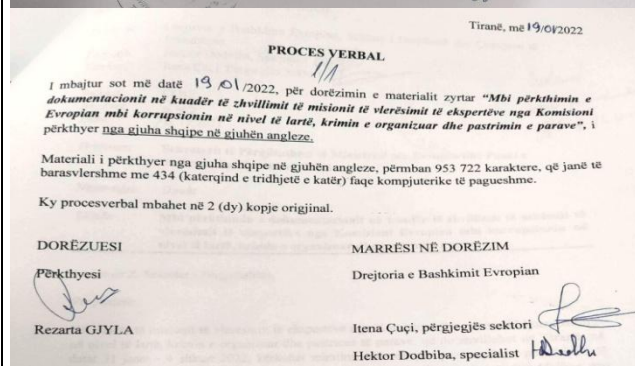 Tiranë, më 19/01/2022
PROCES VERBAL
1/1
I mbajtur sot më datë 19/01/2022, për dorëzimin e materialit zyrtar "Mbi përkthimin e
dokumentacionit në kuadër të zhvillimit të misionit të vlerësimit të ekspertëve nga Komisioni
Evropian mbi korrupsionin në nivel të lartë, krimin e organizuar dhe pastrimin e parave", i
përkthyer nga gjuha shqipe në gjuhën angleze.
Materiali i përkthyer nga gjuha shqipe në gjuhën angleze, përmban 953 722 karaktere, që janë të
barasvlershme me 434 (katerqind e tridhjetë e katër) faqe kompjuterike të pagueshme.
Ky procesverbal mbahet në 2 (dy) kopje origjinal.
DORËZUESI
MARRËSI NË DORËZIM
Përkthyesi
Drejtoria e Bashkimit Evropian
Rezarta GJYLA
Itena Çuçi, përgjegjës sektori
Hektor Dodbiba, specialist